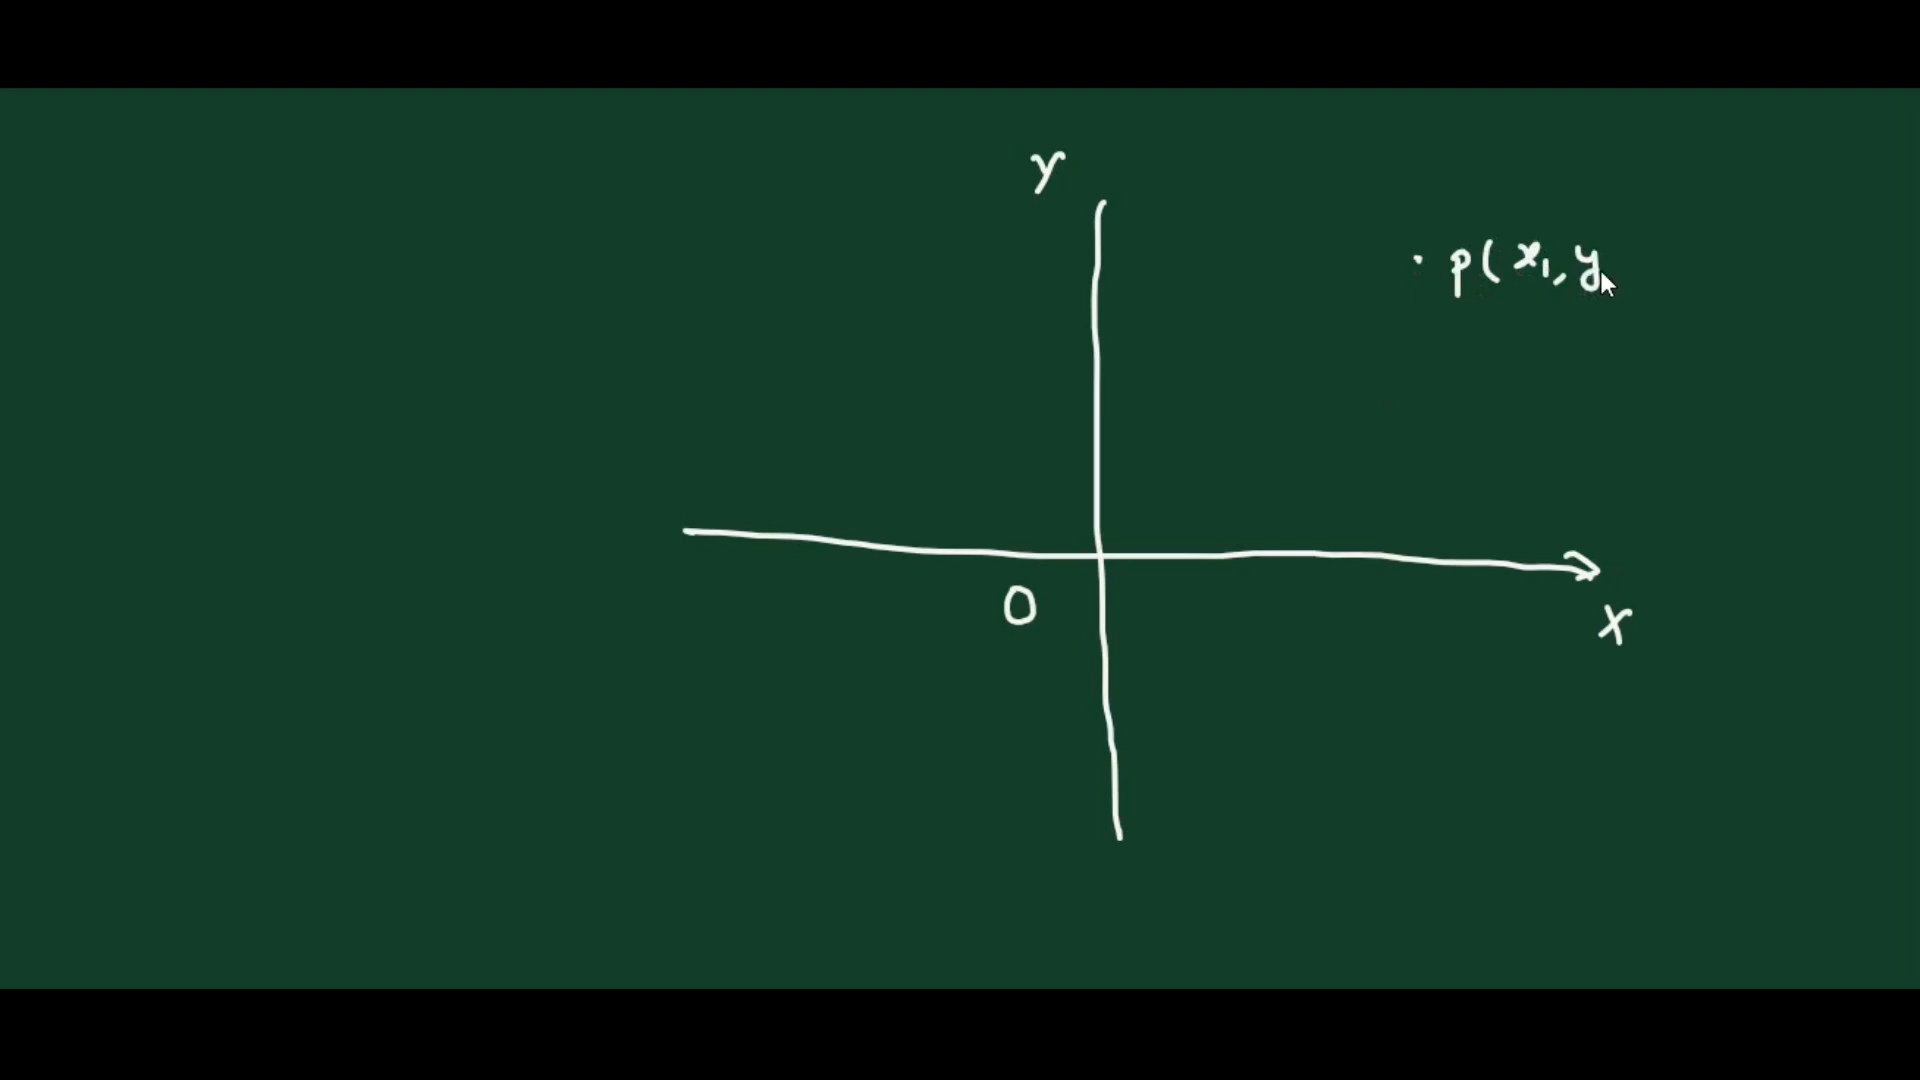 y
· p( x₁, y
O
x